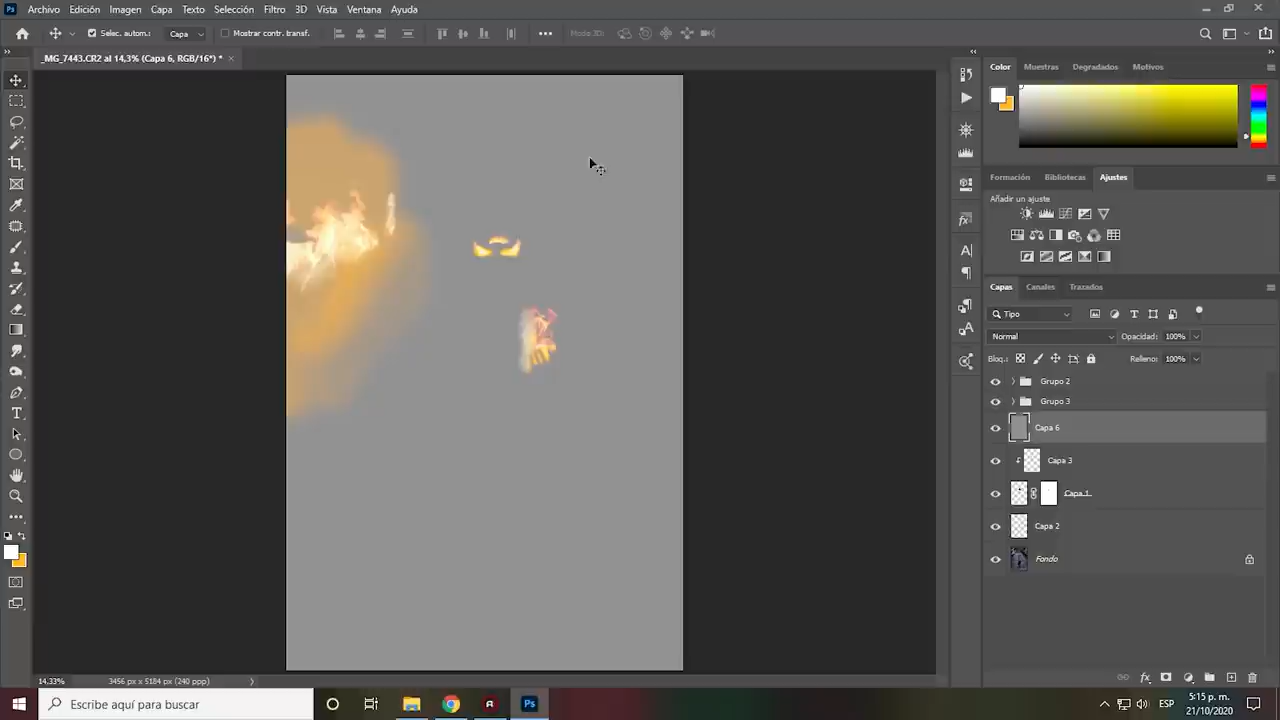 Ps Archivo Edición Imagen Capa Texto Selección Filtro 3D Vista Ventana Ayuda
Selec. autom.: Capa Mostrar contr. transf. ••• Modo 3D:
_MG_7443.CR2 al 14,3% (Capa 6, RGB/16*) * ×
Color Muestras Degradados Motivos
Formación Bibliotecas Ajustes
Añadir un ajuste
Capas Canales Trazados
Tipo
Normal Opacidad: 100%
Bloq.: Relleno: 100%
Grupo 2
Grupo 3
Capa 6
Capa 3
Capa 1
Capa 2
Fondo
14.33% 3456 px x 5184 px (240 ppp)
Escribe aquí para buscar
Ps
ESP
5:15 p. m.
21/10/2020